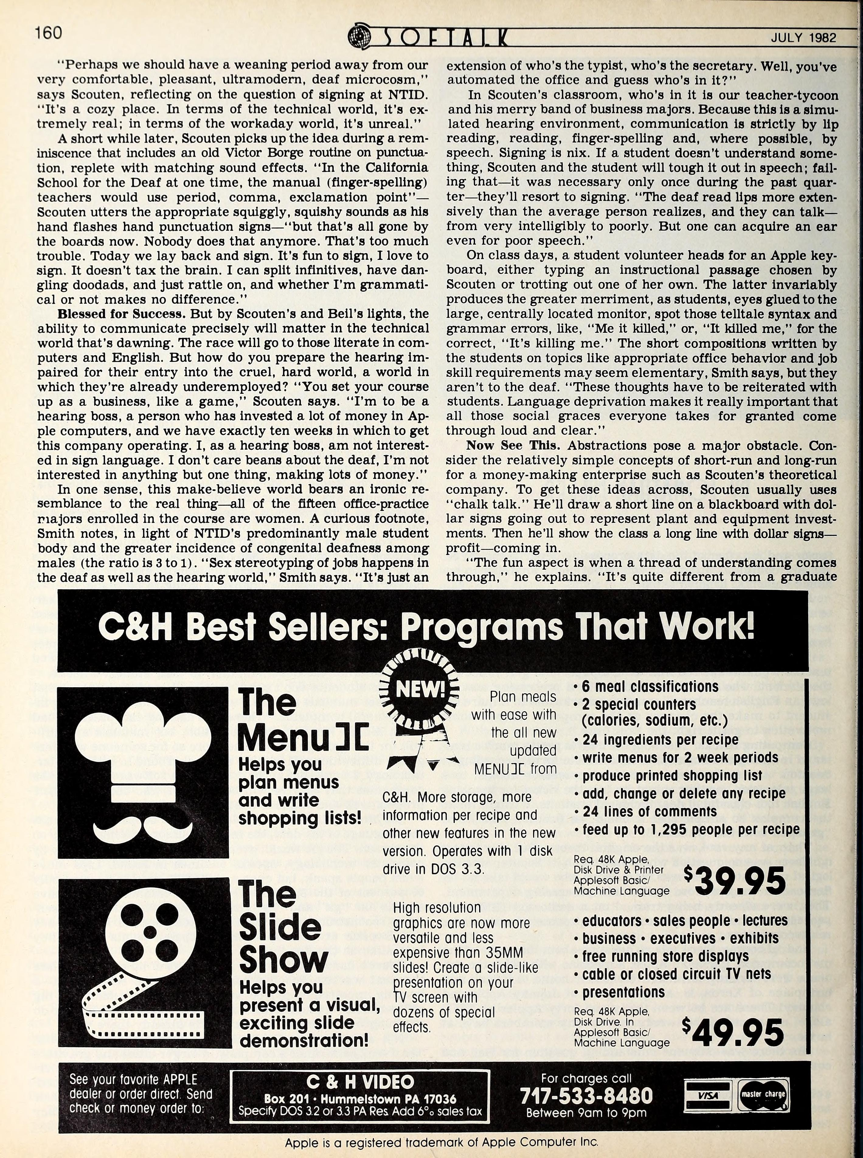 160
SOFTALK
JULY 1982
"Perhaps we should have a weaning period away from our
very comfortable, pleasant, ultramodern, deaf microcosm,"
says Scouten, reflecting on the question of signing at NTID.
"It's a cozy place. In terms of the technical world, it's ex-
tremely real; in terms of the workaday world, it's unreal."
A short while later, Scouten picks up the idea during a rem-
iniscence that includes an old Victor Borge routine on punctua-
tion, replete with matching sound effects. "In the California
School for the Deaf at one time, the manual (finger-spelling)
teachers would use period, comma, exclamation point"—
Scouten utters the appropriate squiggly, squishy sounds as his
hand flashes hand punctuation signs—"but that's all gone by
the boards now. Nobody does that anymore. That's too much
trouble. Today we lay back and sign. It's fun to sign, I love to
sign. It doesn't tax the brain. I can split infinitives, have dan-
gling doodads, and just rattle on, and whether I'm grammati-
cal or not makes no difference."
Blessed for Success. But by Scouten's and Beil's lights, the
ability to communicate precisely will matter in the technical
world that's dawning. The race will go to those literate in com-
puters and English. But how do you prepare the hearing im-
paired for their entry into the cruel, hard world, a world in
which they're already underemployed? "You set your course
up as a business, like a game," Scouten says. "I'm to be a
hearing boss, a person who has invested a lot of money in Ap-
ple computers, and we have exactly ten weeks in which to get
this company operating. I, as a hearing boss, am not interest-
ed in sign language. I don't care beans about the deaf, I'm not
interested in anything but one thing, making lots of money."
In one sense, this make-believe world bears an ironic re-
semblance to the real thing—all of the fifteen office-practice
majors enrolled in the course are women. A curious footnote,
Smith notes, in light of NTID's predominantly male student
body and the greater incidence of congenital deafness among
males (the ratio is 3 to 1). "Sex stereotyping of jobs happens in
the deaf as well as the hearing world," Smith says. "It's just an
extension of who's the typist, who's the secretary. Well, you've
automated the office and guess who's in it?"
In Scouten's classroom, who's in it is our teacher-tycoon
and his merry band of business majors. Because this is a simu-
lated hearing environment, communication is strictly by lip
reading, reading, finger-spelling and, where possible, by
speech. Signing is nix. If a student doesn't understand some-
thing, Scouten and the student will tough it out in speech; fail-
ing that—it was necessary only once during the past quar-
ter—they'll resort to signing. "The deaf read lips more exten-
sively than the average person realizes, and they can talk—
from very intelligibly to poorly. But one can acquire an ear
even for poor speech."
On class days, a student volunteer heads for an Apple key-
board, either typing an instructional passage chosen by
Scouten or trotting out one of her own. The latter invariably
produces the greater merriment, as students, eyes glued to the
large, centrally located monitor, spot those telltale syntax and
grammar errors, like, "Me it killed," or, "It killed me," for the
correct, "It's killing me." The short compositions written by
the students on topics like appropriate office behavior and job
skill requirements may seem elementary, Smith says, but they
aren't to the deaf. "These thoughts have to be reiterated with
students. Language deprivation makes it really important that
all those social graces everyone takes for granted come
through loud and clear."
Now See This. Abstractions pose a major obstacle. Con-
sider the relatively simple concepts of short-run and long-run
for a money-making enterprise such as Scouten's theoretical
company. To get these ideas across, Scouten usually uses
"chalk talk." He'll draw a short line on a blackboard with dol-
lar signs going out to represent plant and equipment invest-
ments. Then he'll show the class a long line with dollar signs—
profit—coming in.
"The fun aspect is when a thread of understanding comes
through," he explains. "It's quite different from a graduate
C&H Best Sellers: Programs That Work!
The
Menu ][
Helps you
plan menus
and write
shopping lists!
NEW!
Plan meals
with ease with
the all new
updated
MENU ][ from
C&H. More storage, more
information per recipe and
other new features in the new
version. Operates with 1 disk
drive in DOS 3.3.
• 6 meal classifications
• 2 special counters
(calories, sodium, etc.)
• 24 ingredients per recipe
• write menus for 2 week periods
• produce printed shopping list
• add, change or delete any recipe
• 24 lines of comments
• feed up to 1,295 people per recipe
Req. 48K Apple,
Disk Drive & Printer
Applesoft Basic/
Machine Language
$39.95
The
Slide
Show
Helps you
present a visual,
exciting slide
demonstration!
High resolution
graphics are now more
versatile and less
expensive than 35MM
slides! Create a slide-like
presentation on your
TV screen with
dozens of special
effects.
• educators • sales people • lectures
• business • executives • exhibits
• free running store displays
• cable or closed circuit TV nets
• presentations
Req. 48K Apple,
Disk Drive. In
Applesoft Basic/
Machine Language
$49.95
See your favorite APPLE
dealer or order direct. Send
check or money order to:
C & H VIDEO
Box 201 • Hummelstown PA 17036
Specify DOS 3.2 or 3.3 PA Res. Add 6% sales tax
For charges call
717-533-8480
Between 9am to 9pm
VISA
master charge
Apple is a registered trademark of Apple Computer Inc.